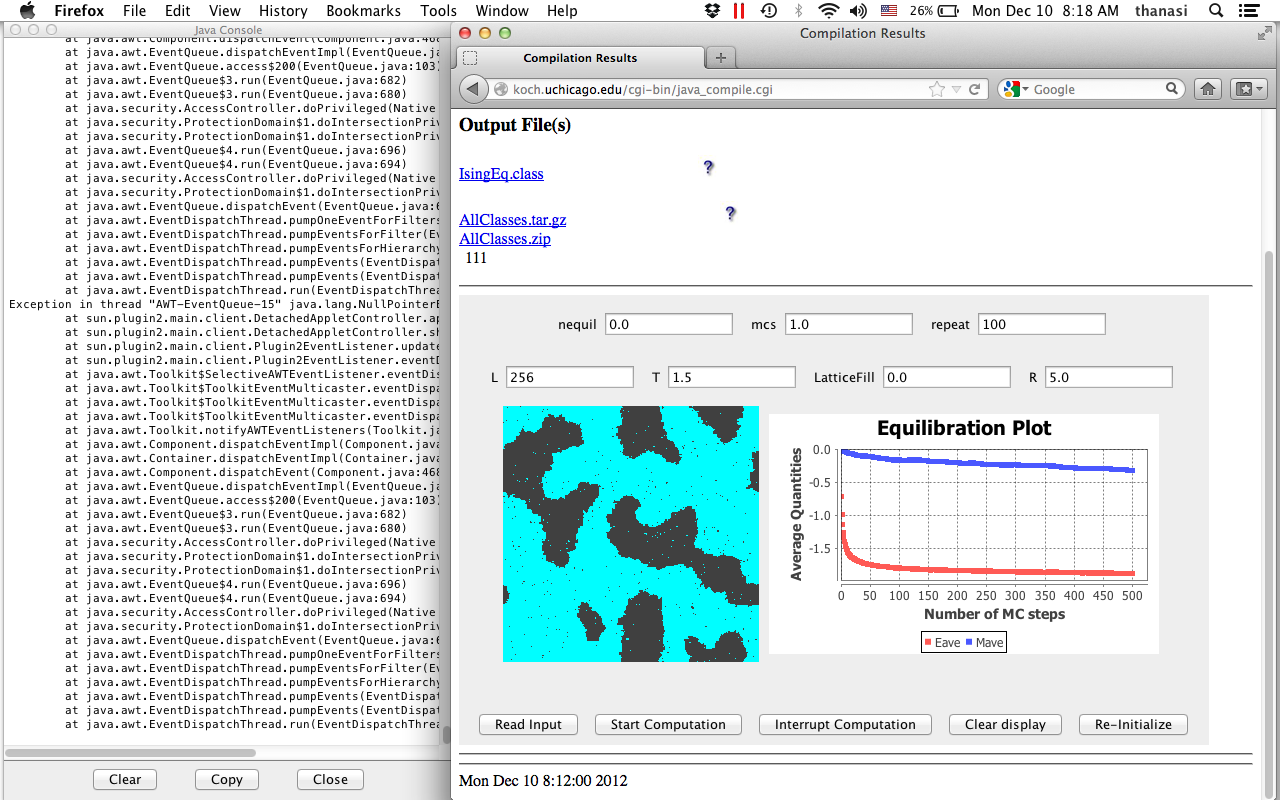 Firefox File Edit View History Bookmarks Tools Window Help 26% Mon Dec 10 8:18 AM thanasi
Java Console
at java.awt.Component.dispatchEvent(Component.java:468
at java.awt.EventQueue.dispatchEventImpl(EventQueue.ja
at java.awt.EventQueue.access$200(EventQueue.java:103)
at java.awt.EventQueue$3.run(EventQueue.java:682)
at java.awt.EventQueue$3.run(EventQueue.java:680)
at java.security.AccessController.doPrivileged(Native
at java.security.ProtectionDomain$1.doIntersectionPriv
at java.security.ProtectionDomain$1.doIntersectionPriv
at java.awt.EventQueue$4.run(EventQueue.java:696)
at java.awt.EventQueue$4.run(EventQueue.java:694)
at java.security.AccessController.doPrivileged(Native
at java.security.ProtectionDomain$1.doIntersectionPriv
at java.awt.EventQueue.dispatchEvent(EventQueue.java:6
at java.awt.EventDispatchThread.pumpOneEventForFilters
at java.awt.EventDispatchThread.pumpEventsForFilter(Ev
at java.awt.EventDispatchThread.pumpEventsForHierarchy
at java.awt.EventDispatchThread.pumpEvents(EventDispat
at java.awt.EventDispatchThread.pumpEvents(EventDispat
at java.awt.EventDispatchThread.run(EventDispatchThrea
Exception in thread "AWT-EventQueue-15" java.lang.NullPointerE
at sun.plugin2.main.client.DetachedAppletController.ap
at sun.plugin2.main.client.DetachedAppletController.sh
at sun.plugin2.main.client.Plugin2EventListener.update
at sun.plugin2.main.client.Plugin2EventListener.eventD
at java.awt.Toolkit$SelectiveAWTEventListener.eventDis
at java.awt.Toolkit$ToolkitEventMulticaster.eventDispa
at java.awt.Toolkit$ToolkitEventMulticaster.eventDispa
at java.awt.Toolkit$ToolkitEventMulticaster.eventDispa
at java.awt.Toolkit.notifyAWTEventListeners(Toolkit.ja
at java.awt.Component.dispatchEventImpl(Component.java
at java.awt.Container.dispatchEventImpl(Container.java
at java.awt.Component.dispatchEvent(Component.java:468
at java.awt.EventQueue.dispatchEventImpl(EventQueue.ja
at java.awt.EventQueue.access$200(EventQueue.java:103)
at java.awt.EventQueue$3.run(EventQueue.java:682)
at java.awt.EventQueue$3.run(EventQueue.java:680)
at java.security.AccessController.doPrivileged(Native
at java.security.ProtectionDomain$1.doIntersectionPriv
at java.security.ProtectionDomain$1.doIntersectionPriv
at java.awt.EventQueue$4.run(EventQueue.java:696)
at java.awt.EventQueue$4.run(EventQueue.java:694)
at java.security.AccessController.doPrivileged(Native
at java.security.ProtectionDomain$1.doIntersectionPriv
at java.awt.EventQueue.dispatchEvent(EventQueue.java:6
at java.awt.EventDispatchThread.pumpOneEventForFilters
at java.awt.EventDispatchThread.pumpEventsForFilter(Ev
at java.awt.EventDispatchThread.pumpEventsForHierarchy
at java.awt.EventDispatchThread.pumpEvents(EventDispat
at java.awt.EventDispatchThread.pumpEvents(EventDispat
at java.awt.EventDispatchThread.run(EventDispatchThrea
Clear Copy Close
Compilation Results
Compilation Results
koch.uchicago.edu/cgi-bin/java_compile.cgi Google
Output File(s)
IsingEq.class ?
?
AllClasses.tar.gz
AllClasses.zip
111
nequil 0.0 mcs 1.0 repeat 100
L 256 T 1.5 LatticeFill 0.0 R 5.0
Equilibration Plot
Average Quantities
0.0
-0.5
-1.0
-1.5
0 50 100 150 200 250 300 350 400 450 500
Number of MC steps
Eave Mave
Read Input Start Computation Interrupt Computation Clear display Re-Initialize
Mon Dec 10 8:12:00 2012